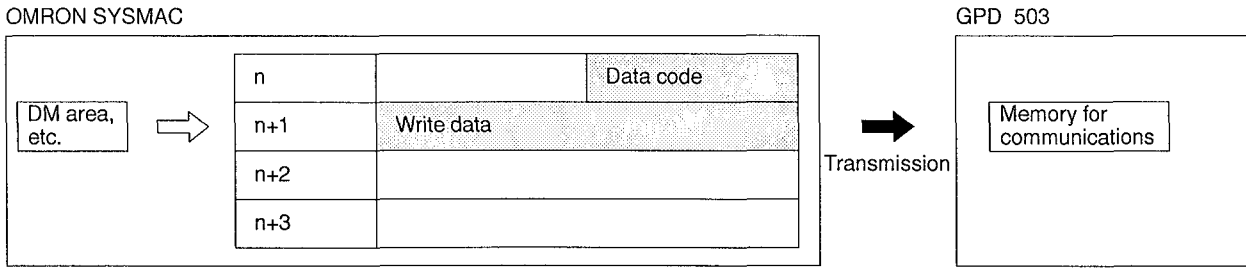 OMRON SYSMAC
GPD 503
n
Data code
DM area,
etc.
n+1
Write data
Memory for
communications
Transmission
n+2
n+3